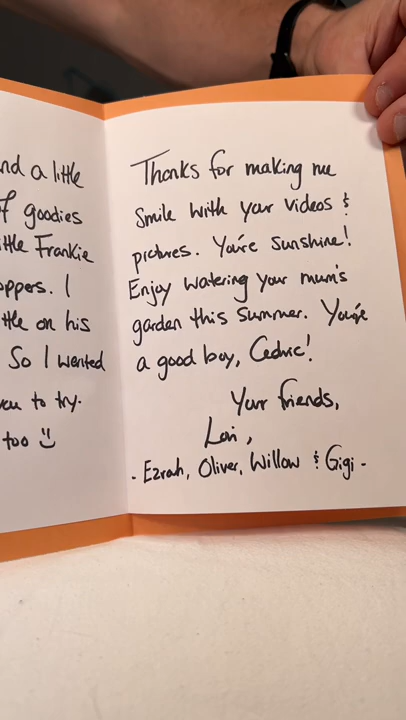 nd a little
f goodies
ttle Frankie
oppers. I
ttle on his
So I wanted
you to try.
too
Thanks for making me
smile with your videos &
pictures. You're sunshine!
Enjoy watering your mum's
garden this summer. You're
a good boy, Cedric!
Your friends,
Lori,
- Ezrah, Oliver, Willow & Gigi -